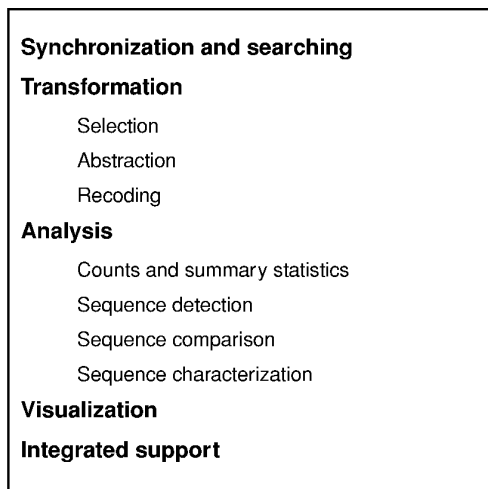 Synchronization and searching
Transformation
Selection
Abstraction
Recoding
Analysis
Counts and summary statistics
Sequence detection
Sequence comparison
Sequence characterization
Visualization
Integrated support